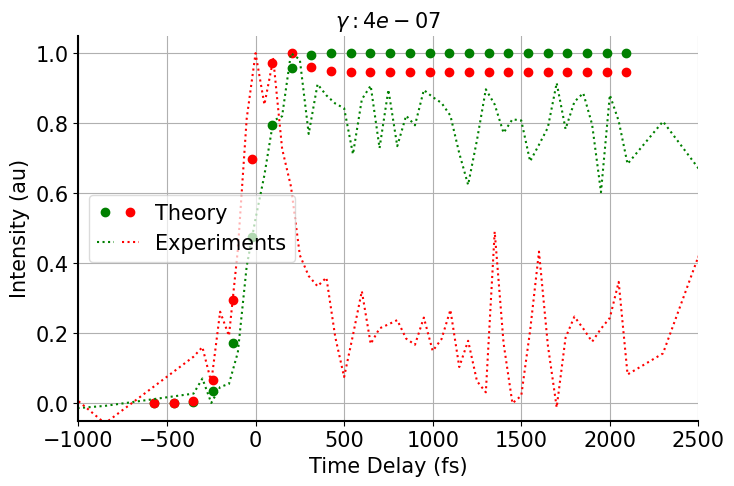 γ : 4e − 07
Intensity (au)
1.0
0.8
0.6
0.4
0.2
0.0
Theory
Experiments
−1000 −500 0 500 1000 1500 2000 2500
Time Delay (fs)